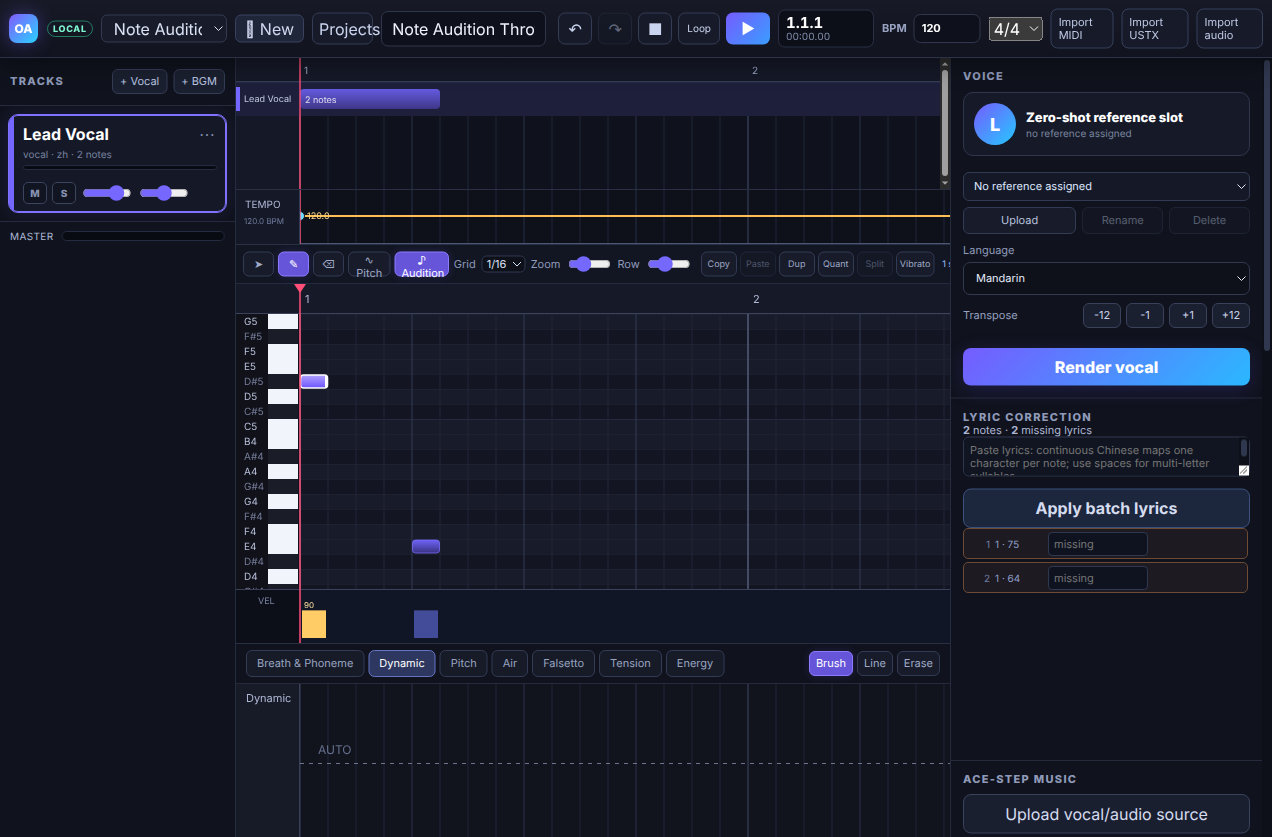 OA
LOCAL
Note Auditic
New
Projects
Note Audition Thro
Loop
1.1.1
00:00.00
BPM
120
4/4
Import MIDI
Import USTX
Import audio
TRACKS
+ Vocal
+ BGM
Lead Vocal
vocal · zh · 2 notes
M
S
MASTER
1
2
Lead Vocal
2 notes
TEMPO
120.0 BPM
120.0
Pitch
Audition
Grid
1/16
Zoom
Row
Copy
Paste
Dup
Quant
Split
Vibrato
1
2
G5
F#5
F5
E5
D#5
D5
C#5
C5
B4
A#4
A4
G#4
G4
F#4
F4
E4
D#4
D4
VEL
90
Breath & Phoneme
Dynamic
Pitch
Air
Falsetto
Tension
Energy
Brush
Line
Erase
Dynamic
AUTO
VOICE
L
Zero-shot reference slot
no reference assigned
No reference assigned
Upload
Rename
Delete
Language
Mandarin
Transpose
-12
-1
+1
+12
Render vocal
LYRIC CORRECTION
2 notes · 2 missing lyrics
Paste lyrics: continuous Chinese maps one
character per note; use spaces for multi-letter
Apply batch lyrics
1 1 · 75 missing
2 1 · 64 missing
ACE-STEP MUSIC
Upload vocal/audio source